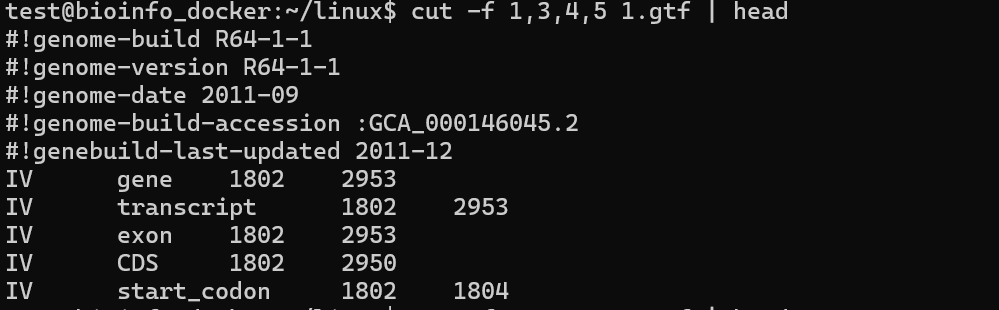 test@bioinfo_docker:~/linux$ cut -f 1,3,4,5 1.gtf | head
#!genome-build R64-1-1
#!genome-version R64-1-1
#!genome-date 2011-09
#!genome-build-accession :GCA_000146045.2
#!genebuild-last-updated 2011-12
IV	gene	1802	2953
IV	transcript	1802	2953
IV	exon	1802	2953
IV	CDS	1802	2950
IV	start_codon	1802	1804